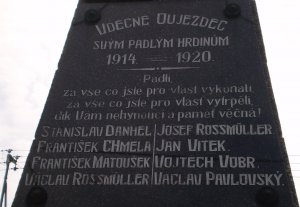 VDĚČNÉ OUJEZDEC
SVÝM PADLÝM HRDINŮM
1914. — 1920.
Padli,
za vše co jste pro vlast vykonali,
za vše co jste pro vlast vytrpěli,
dík Vám nehynoucí a paměť věčná!
STANISLAV DANHEL JOSEF ROSSMÜLLER
FRANTIŠEK CHMELA JAN VÍTEK.
FRANTIŠEK MATOUŠEK VOJTĚCH VOBR.
VÁCLAV ROSSMÜLLER VÁCLAV PAVLOVSKÝ.